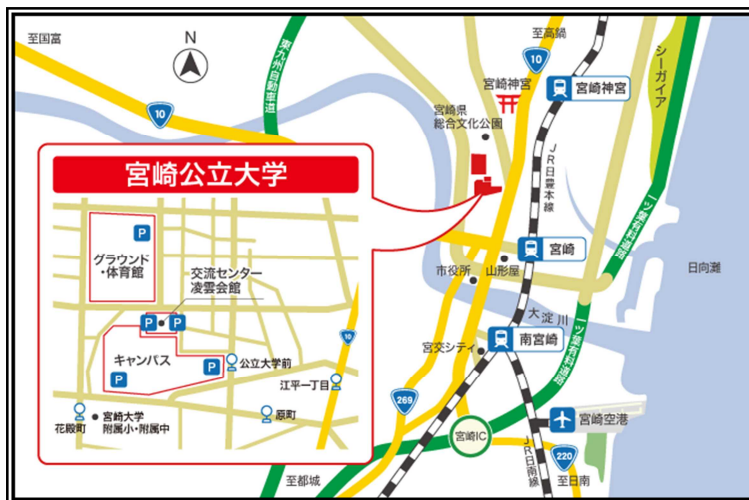 至国富
N
東九州自動車道
10
至高鍋
10
宮崎神宮
宮崎神宮
シーガイア
宮崎県
総合文化公園
JR日豊本線
一ツ葉有料道路
宮崎公立大学
P
グラウンド
・体育館
交流センター
凌雲会館
P
P
キャンパス
P
P
公立大学前
10
江平一丁目
花殿町
宮崎大学
附属小・附属中
原町
宮崎
市役所
山形屋
日向灘
大淀川
一ツ葉有料道路
宮交シティ
南宮崎
269
宮崎IC
宮崎空港
JR日南線
220
至都城
至日南